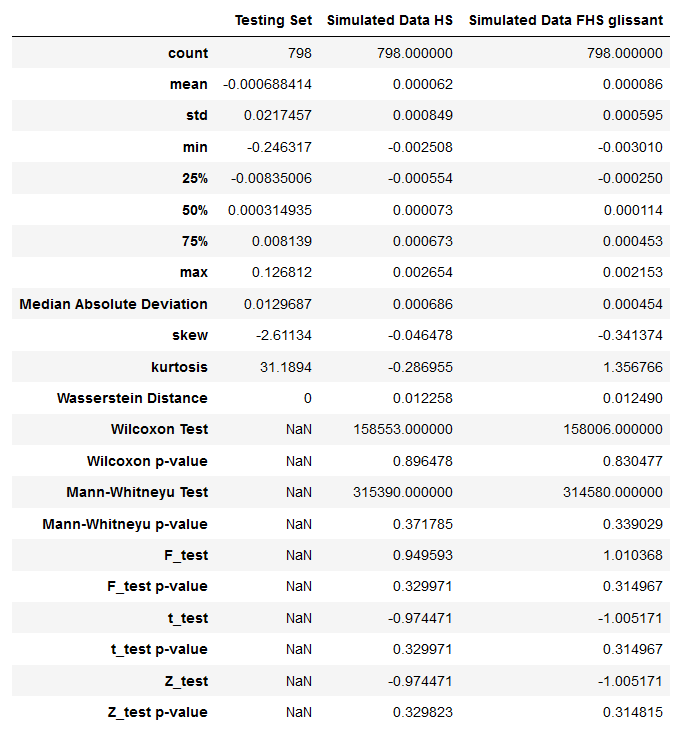 Testing Set Simulated Data HS Simulated Data FHS glissant
count 798 798.000000 798.000000
mean -0.000688414 0.000062 0.000086
std 0.0217457 0.000849 0.000595
min -0.246317 -0.002508 -0.003010
25% -0.00835006 -0.000554 -0.000250
50% 0.000314935 0.000073 0.000114
75% 0.008139 0.000673 0.000453
max 0.126812 0.002654 0.002153
Median Absolute Deviation 0.0129687 0.000686 0.000454
skew -2.61134 -0.046478 -0.341374
kurtosis 31.1894 -0.286955 1.356766
Wasserstein Distance 0 0.012258 0.012490
Wilcoxon Test NaN 158553.000000 158006.000000
Wilcoxon p-value NaN 0.896478 0.830477
Mann-Whitneyu Test NaN 315390.000000 314580.000000
Mann-Whitneyu p-value NaN 0.371785 0.339029
F_test NaN 0.949593 1.010368
F_test p-value NaN 0.329971 0.314967
t_test NaN -0.974471 -1.005171
t_test p-value NaN 0.329971 0.314967
Z_test NaN -0.974471 -1.005171
Z_test p-value NaN 0.329823 0.314815